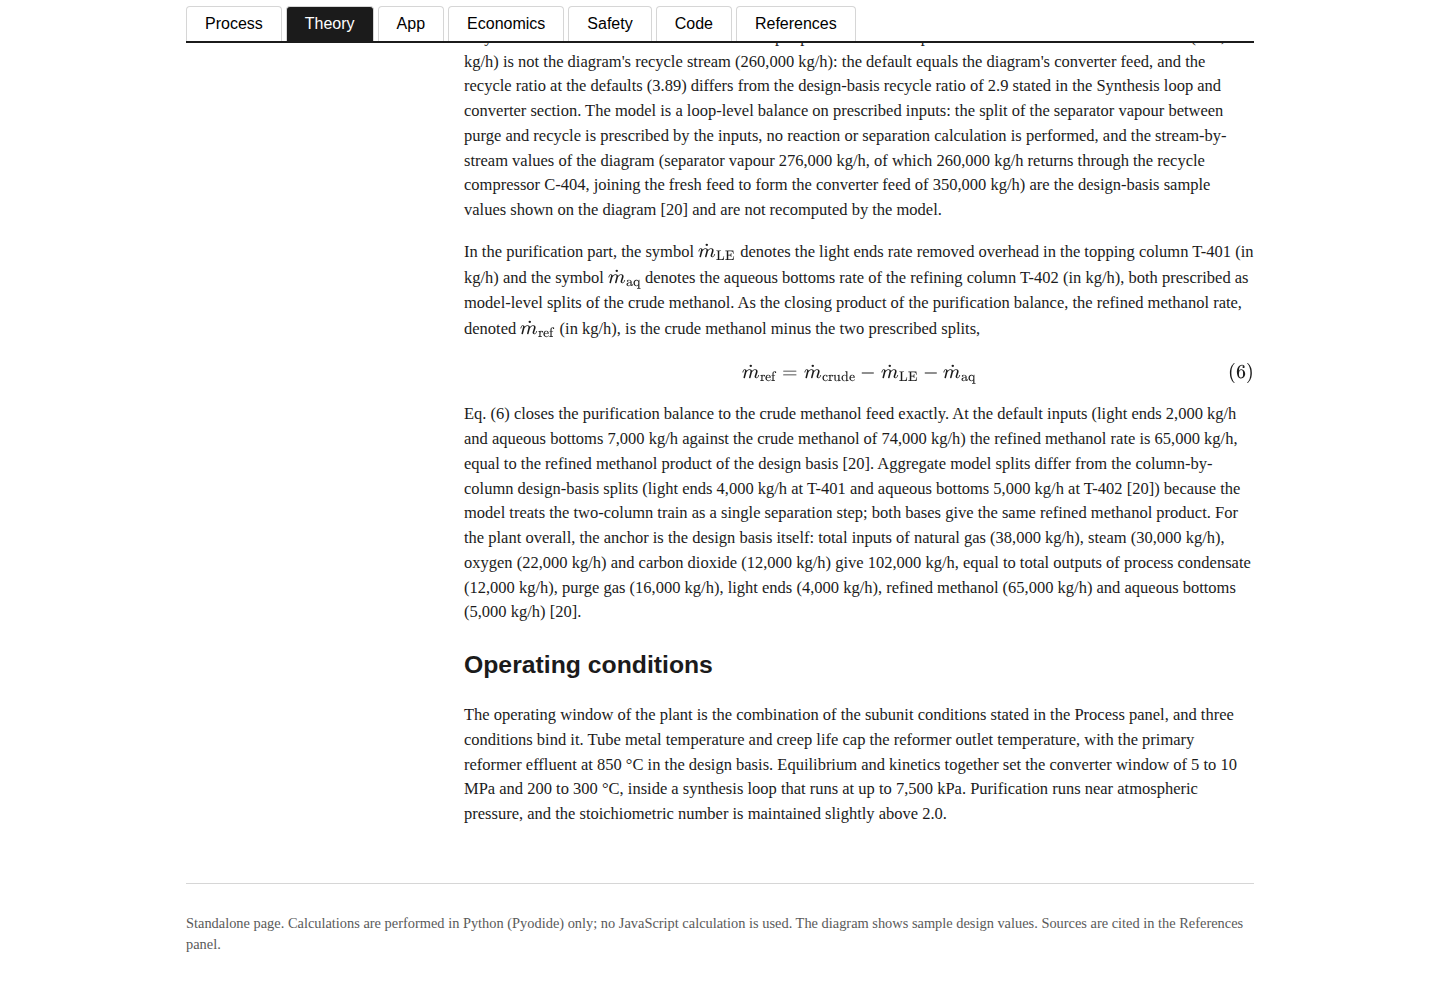 Process
Theory
App
Economics
Safety
Code
References
kg/h) is not the diagram's recycle stream (260,000 kg/h): the default equals the diagram's converter feed, and the
recycle ratio at the defaults (3.89) differs from the design-basis recycle ratio of 2.9 stated in the Synthesis loop and
converter section. The model is a loop-level balance on prescribed inputs: the split of the separator vapour between
purge and recycle is prescribed by the inputs, no reaction or separation calculation is performed, and the stream-by-
stream values of the diagram (separator vapour 276,000 kg/h, of which 260,000 kg/h returns through the recycle
compressor C-404, joining the fresh feed to form the converter feed of 350,000 kg/h) are the design-basis sample
values shown on the diagram [20] and are not recomputed by the model.
In the purification part, the symbol ṁ_LE denotes the light ends rate removed overhead in the topping column T-401 (in
kg/h) and the symbol ṁ_aq denotes the aqueous bottoms rate of the refining column T-402 (in kg/h), both prescribed as
model-level splits of the crude methanol. As the closing product of the purification balance, the refined methanol rate,
denoted ṁ_ref (in kg/h), is the crude methanol minus the two prescribed splits,
ṁ_ref = ṁ_crude − ṁ_LE − ṁ_aq (6)
Eq. (6) closes the purification balance to the crude methanol feed exactly. At the default inputs (light ends 2,000 kg/h
and aqueous bottoms 7,000 kg/h against the crude methanol of 74,000 kg/h) the refined methanol rate is 65,000 kg/h,
equal to the refined methanol product of the design basis [20]. Aggregate model splits differ from the column-by-
column design-basis splits (light ends 4,000 kg/h at T-401 and aqueous bottoms 5,000 kg/h at T-402 [20]) because the
model treats the two-column train as a single separation step; both bases give the same refined methanol product. For
the plant overall, the anchor is the design basis itself: total inputs of natural gas (38,000 kg/h), steam (30,000 kg/h),
oxygen (22,000 kg/h) and carbon dioxide (12,000 kg/h) give 102,000 kg/h, equal to total outputs of process condensate
(12,000 kg/h), purge gas (16,000 kg/h), light ends (4,000 kg/h), refined methanol (65,000 kg/h) and aqueous bottoms
(5,000 kg/h) [20].
Operating conditions
The operating window of the plant is the combination of the subunit conditions stated in the Process panel, and three
conditions bind it. Tube metal temperature and creep life cap the reformer outlet temperature, with the primary
reformer effluent at 850 °C in the design basis. Equilibrium and kinetics together set the converter window of 5 to 10
MPa and 200 to 300 °C, inside a synthesis loop that runs at up to 7,500 kPa. Purification runs near atmospheric
pressure, and the stoichiometric number is maintained slightly above 2.0.
Standalone page. Calculations are performed in Python (Pyodide) only; no JavaScript calculation is used. The diagram shows sample design values. Sources are cited in the References
panel.